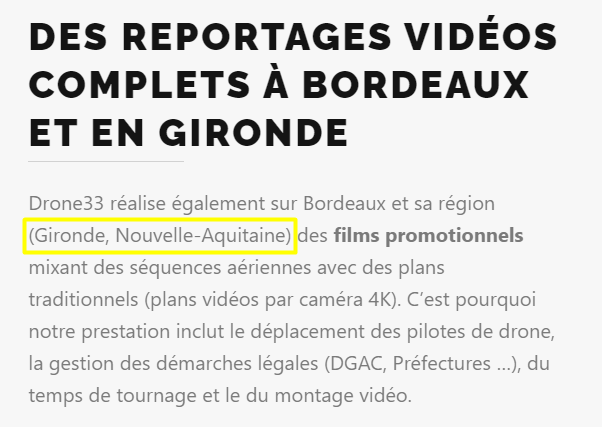 DES REPORTAGES VIDÉOS
COMPLETS À BORDEAUX
ET EN GIRONDE
Drone33 réalise également sur Bordeaux et sa région
(Gironde, Nouvelle-Aquitaine) des films promotionnels
mixant des séquences aériennes avec des plans
traditionnels (plans vidéos par caméra 4K). C’est pourquoi
notre prestation inclut le déplacement des pilotes de drone,
la gestion des démarches légales (DGAC, Préfectures …), du
temps de tournage et le du montage vidéo.